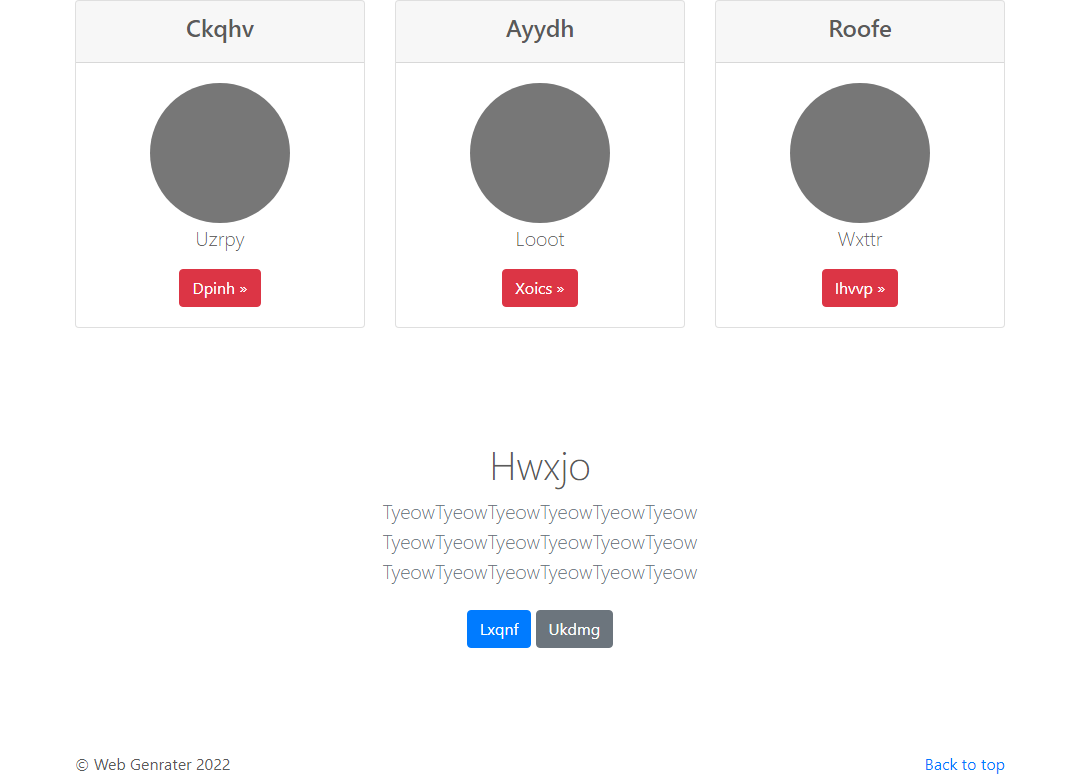 Ckqhv
Ayydh
Roofe
Uzrpy
Looot
Wxttr
Dpinh »
Xoics »
Ihvvp »
Hwxjo
TyeowTyeowTyeowTyeowTyeowTyeow
TyeowTyeowTyeowTyeowTyeowTyeow
TyeowTyeowTyeowTyeowTyeowTyeow
Lxqnf
Ukdmg
© Web Genrater 2022
Back to top